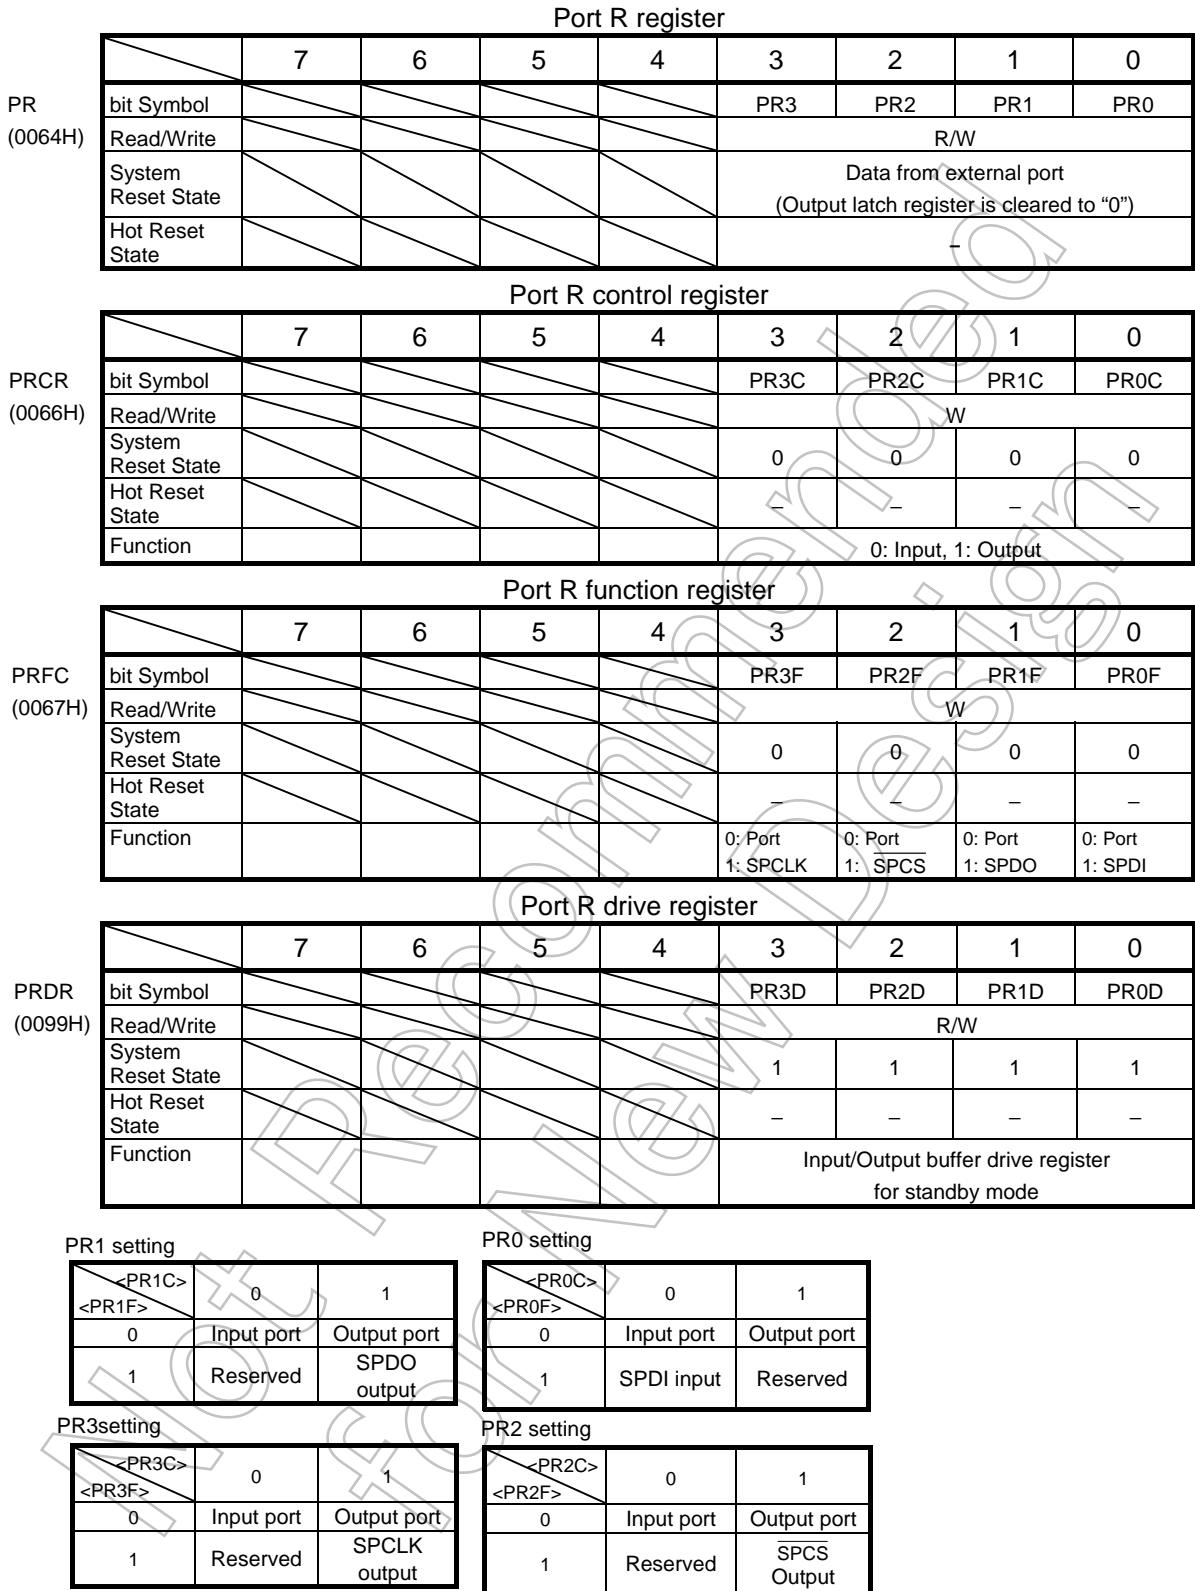 Port R register
7 6 5 4 3 2 1 0
PR (0064H)
bit Symbol PR3 PR2 PR1 PR0
Read/Write R/W
System Reset State Data from external port (Output latch register is cleared to “0”)
Hot Reset State –
Port R control register
7 6 5 4 3 2 1 0
PRCR (0066H)
bit Symbol PR3C PR2C PR1C PR0C
Read/Write W
System Reset State 0 0 0 0
Hot Reset State – – – –
Function 0: Input, 1: Output
Port R function register
7 6 5 4 3 2 1 0
PRFC (0067H)
bit Symbol PR3F PR2F PR1F PR0F
Read/Write W
System Reset State 0 0 0 0
Hot Reset State – – – –
Function 0: Port 0: Port 0: Port 0: Port
1: SPCLK 1: SPCS 1: SPDO 1: SPDI
Port R drive register
7 6 5 4 3 2 1 0
PRDR (0099H)
bit Symbol PR3D PR2D PR1D PR0D
Read/Write R/W
System Reset State 1 1 1 1
Hot Reset State – – – –
Function Input/Output buffer drive register for standby mode
PR1 setting
<PR1C> 0 1
<PR1F>
0 Input port Output port
1 Reserved SPDO output
PR0 setting
<PR0C> 0 1
<PR0F>
0 Input port Output port
1 SPDI input Reserved
PR3setting
<PR3C> 0 1
<PR3F>
0 Input port Output port
1 Reserved SPCLK output
PR2 setting
<PR2C> 0 1
<PR2F>
0 Input port Output port
1 Reserved SPCS Output
Not Recommended
for New Design